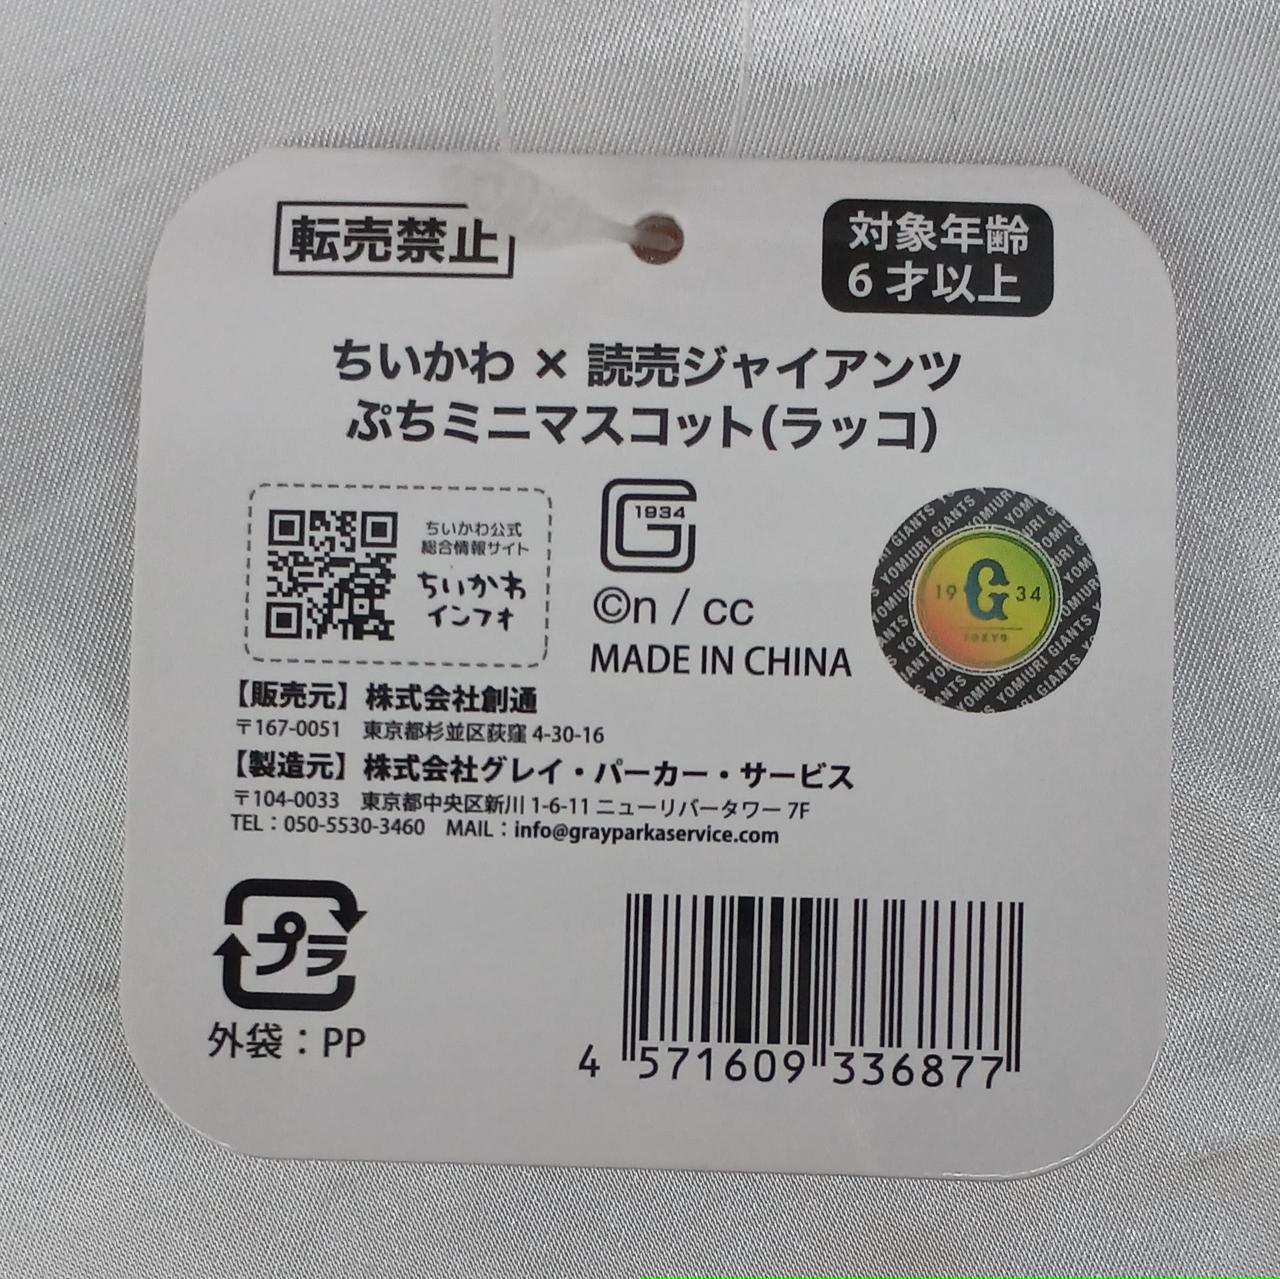 転売禁止
対象年齢
6才以上
ちいかわ × 読売ジャイアンツ
ぷちミニマスコット(ラッコ)
ちいかわ公式
総合情報サイト
ちいかわ
インフォ
G 1934
©n / cc
MADE IN CHINA
YOMIURI GIANTS
19 G 34
TOKYO
【販売元】株式会社創通
〒167-0051 東京都杉並区荻窪 4-30-16
【製造元】株式会社グレイ・パーカー・サービス
〒104-0033 東京都中央区新川 1-6-11 ニューリバータワー 7F
TEL：050-5530-3460 MAIL：info@grayparkaservice.com
プラ
外袋：PP
4 571609 336877